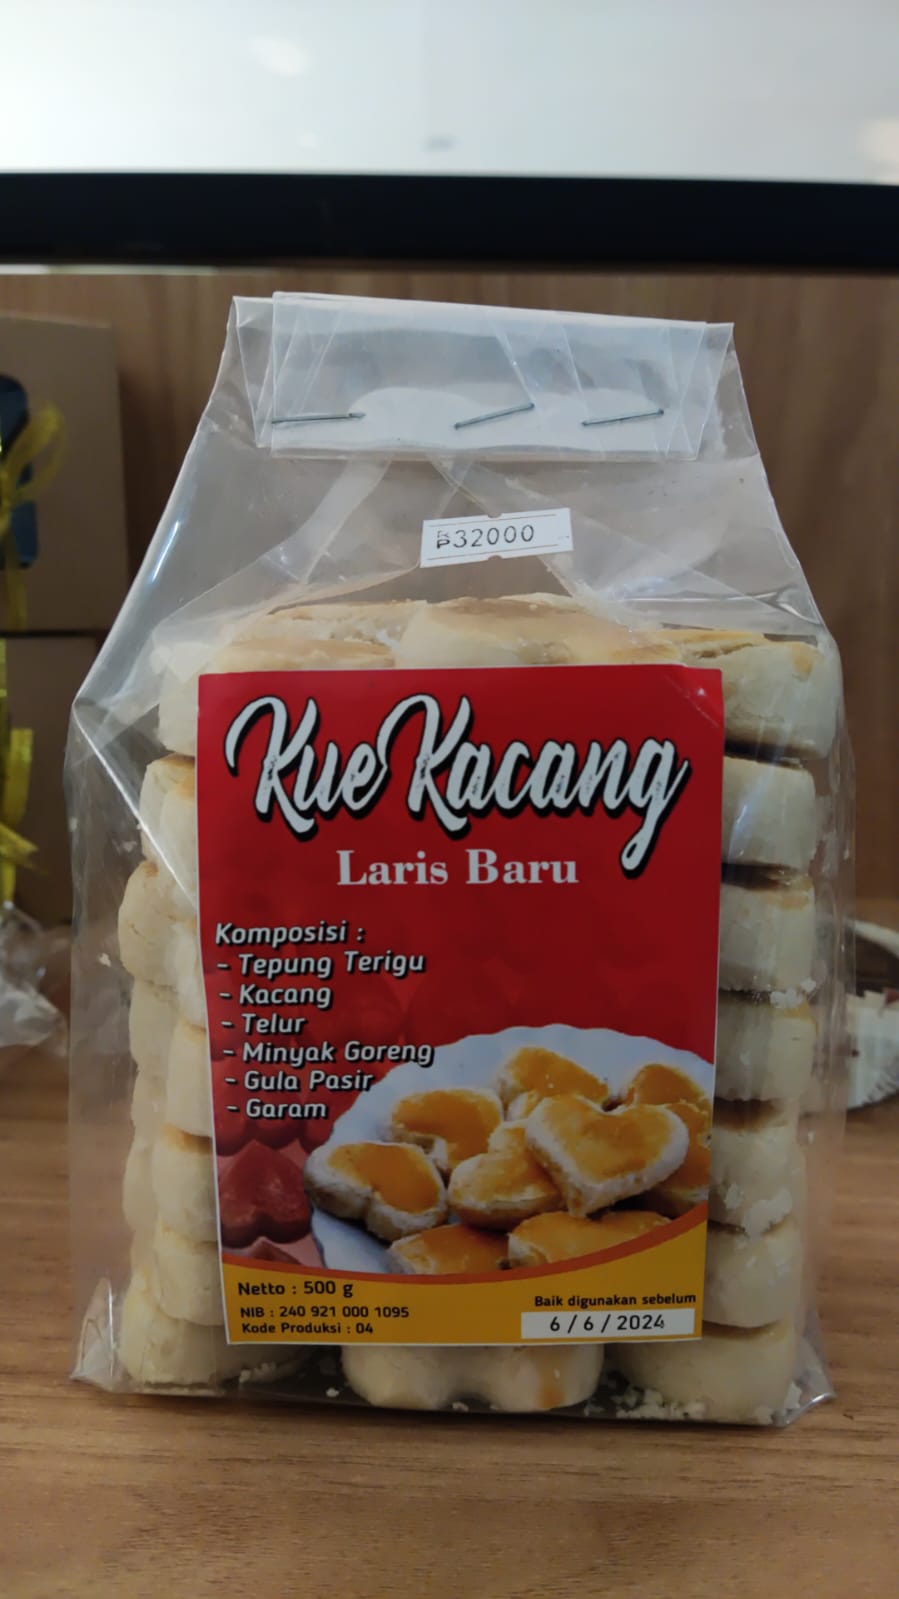 Rp32000
Kue Kacang
Laris Baru
Komposisi :
- Tepung Terigu
- Kacang
- Telur
- Minyak Goreng
- Gula Pasir
- Garam
Netto : 500 g
NIB : 240 921 000 1095
Kode Produksi : 04
Baik digunakan sebelum
6 / 6 / 2024